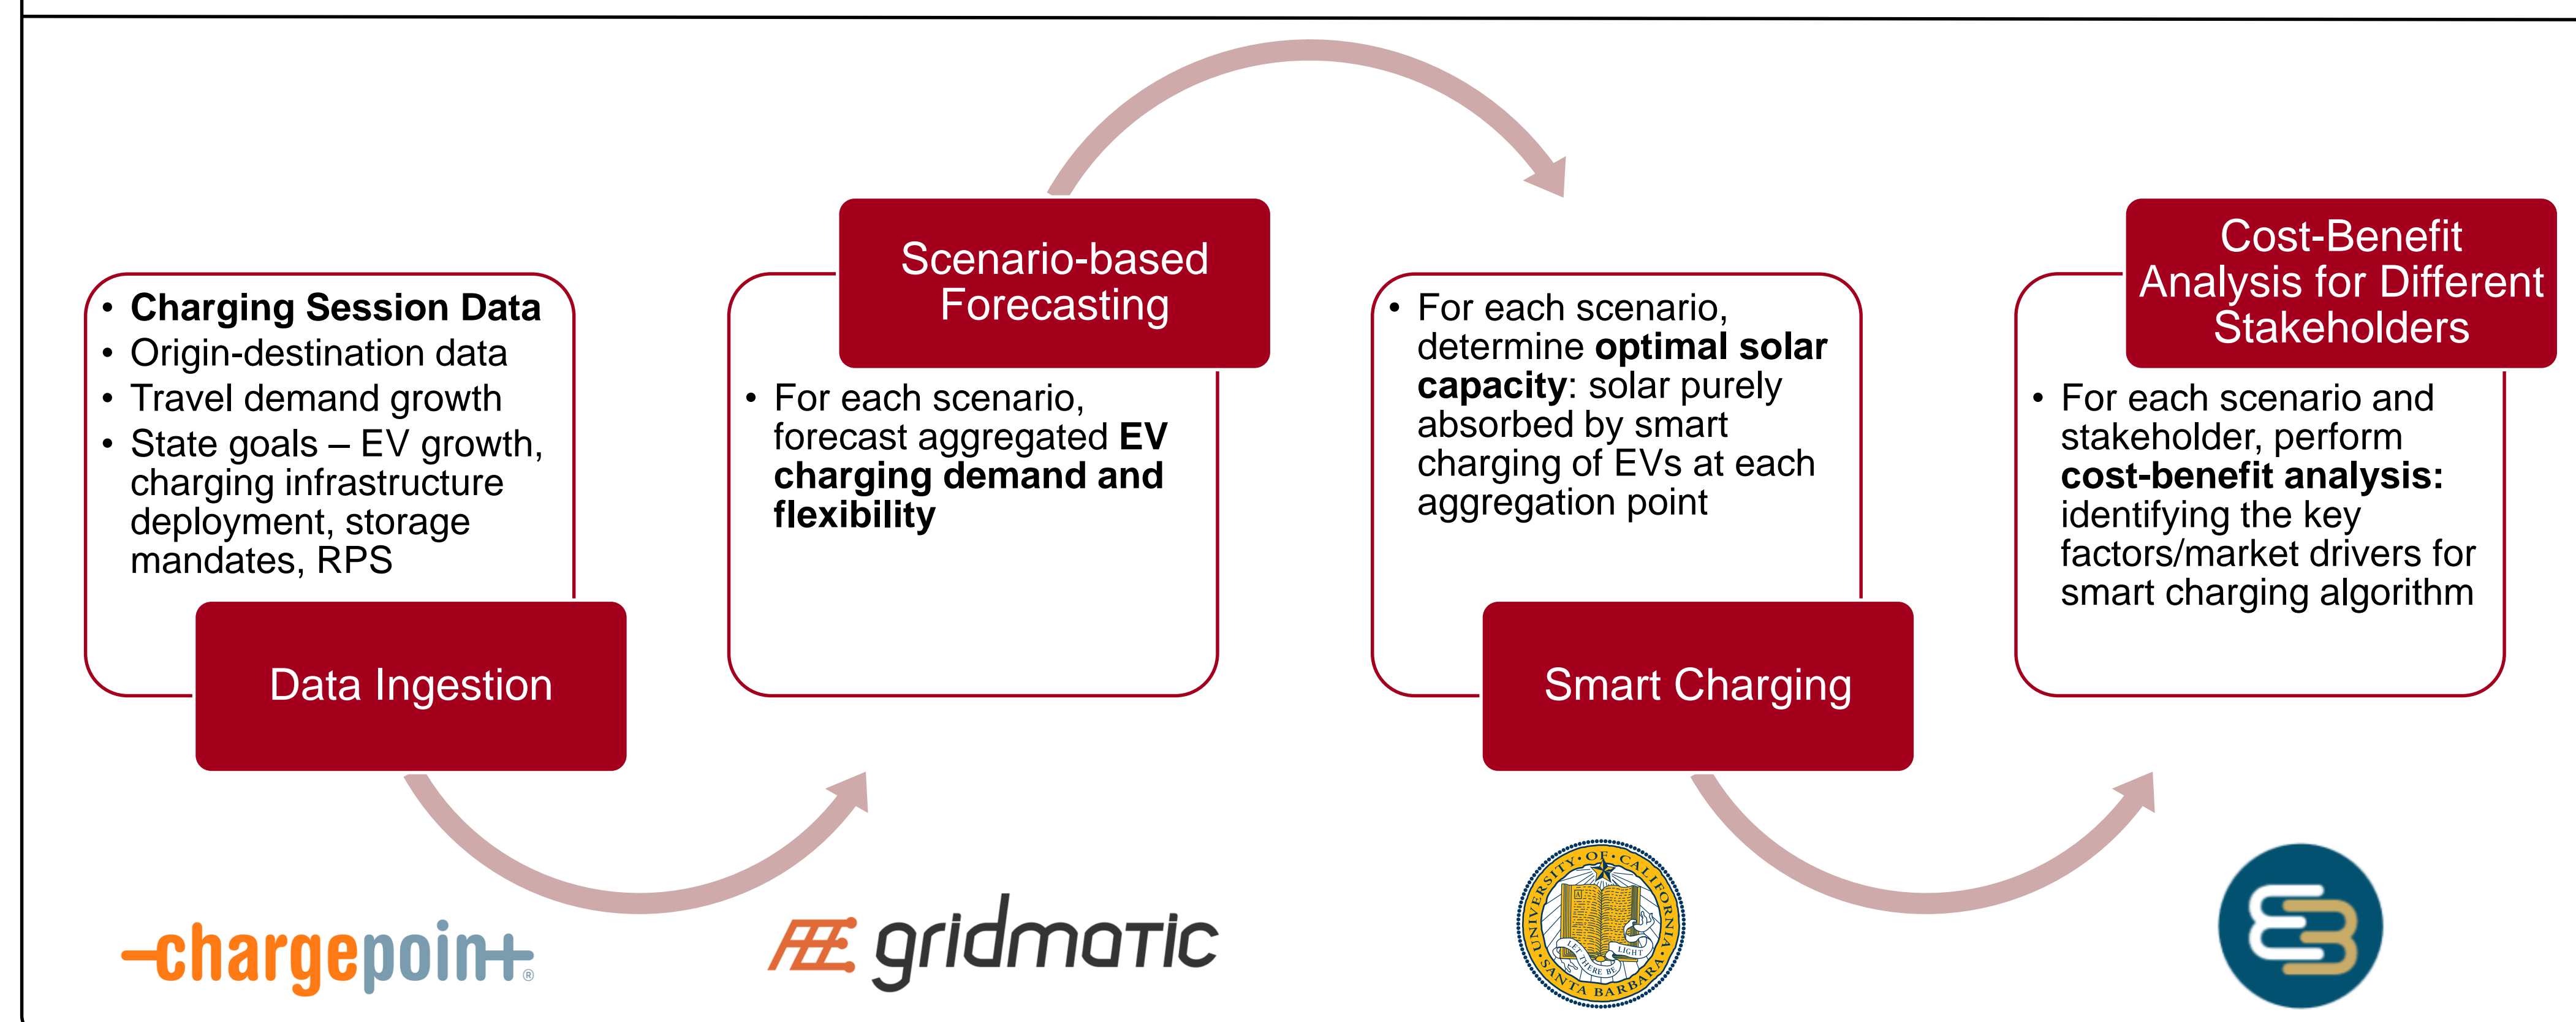 • Charging Session Data
• Origin-destination data
• Travel demand growth
• State goals – EV growth,
charging infrastructure
deployment, storage
mandates, RPS
Data Ingestion
Scenario-based
Forecasting
• For each scenario,
forecast aggregated EV
charging demand and
flexibility
• For each scenario,
determine optimal solar
capacity: solar purely
absorbed by smart
charging of EVs at each
aggregation point
Smart Charging
Cost-Benefit
Analysis for Different
Stakeholders
• For each scenario and
stakeholder, perform
cost-benefit analysis:
identifying the key
factors/market drivers for
smart charging algorithm
chargepoin+®
gridmatic
UNIVERSITY·OF·CALIFORNIA
LET THERE BE LIGHT
SANTA BARBARA